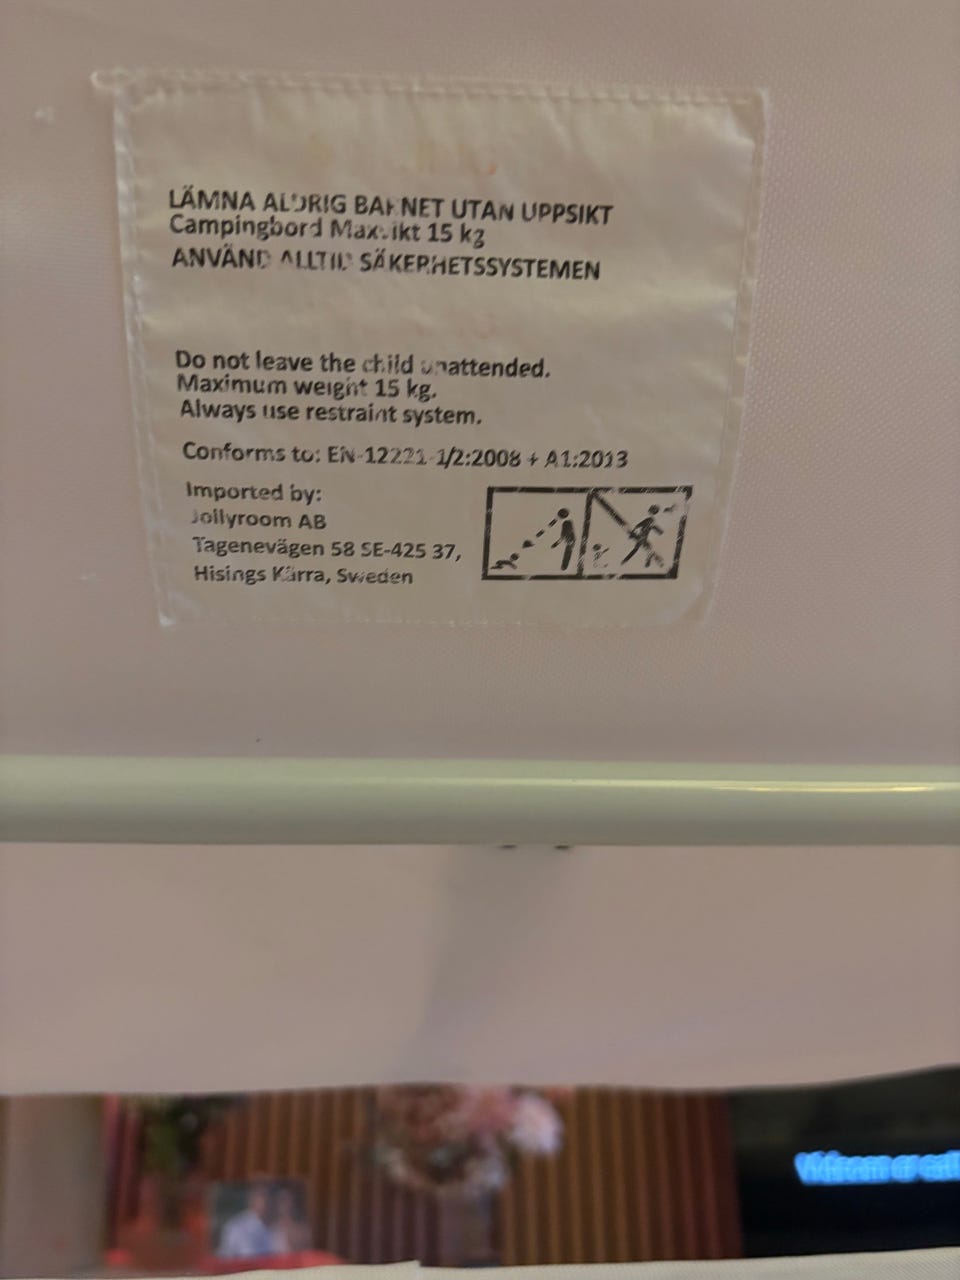 LÄMNA ALDRIG BARNET UTAN UPPSIKT
Campingbord Maxvikt 15 kg
ANVÄND ALLTID SÄKERHETSSYSTEMEN
Do not leave the child unattended.
Maximum weight 15 kg.
Always use restraint system.
Conforms to: EN-12221-1/2:2008 + A1:2013
Imported by:
Jollyroom AB
Tagenevägen 58 SE-425 37,
Hisings Kärra, Sweden